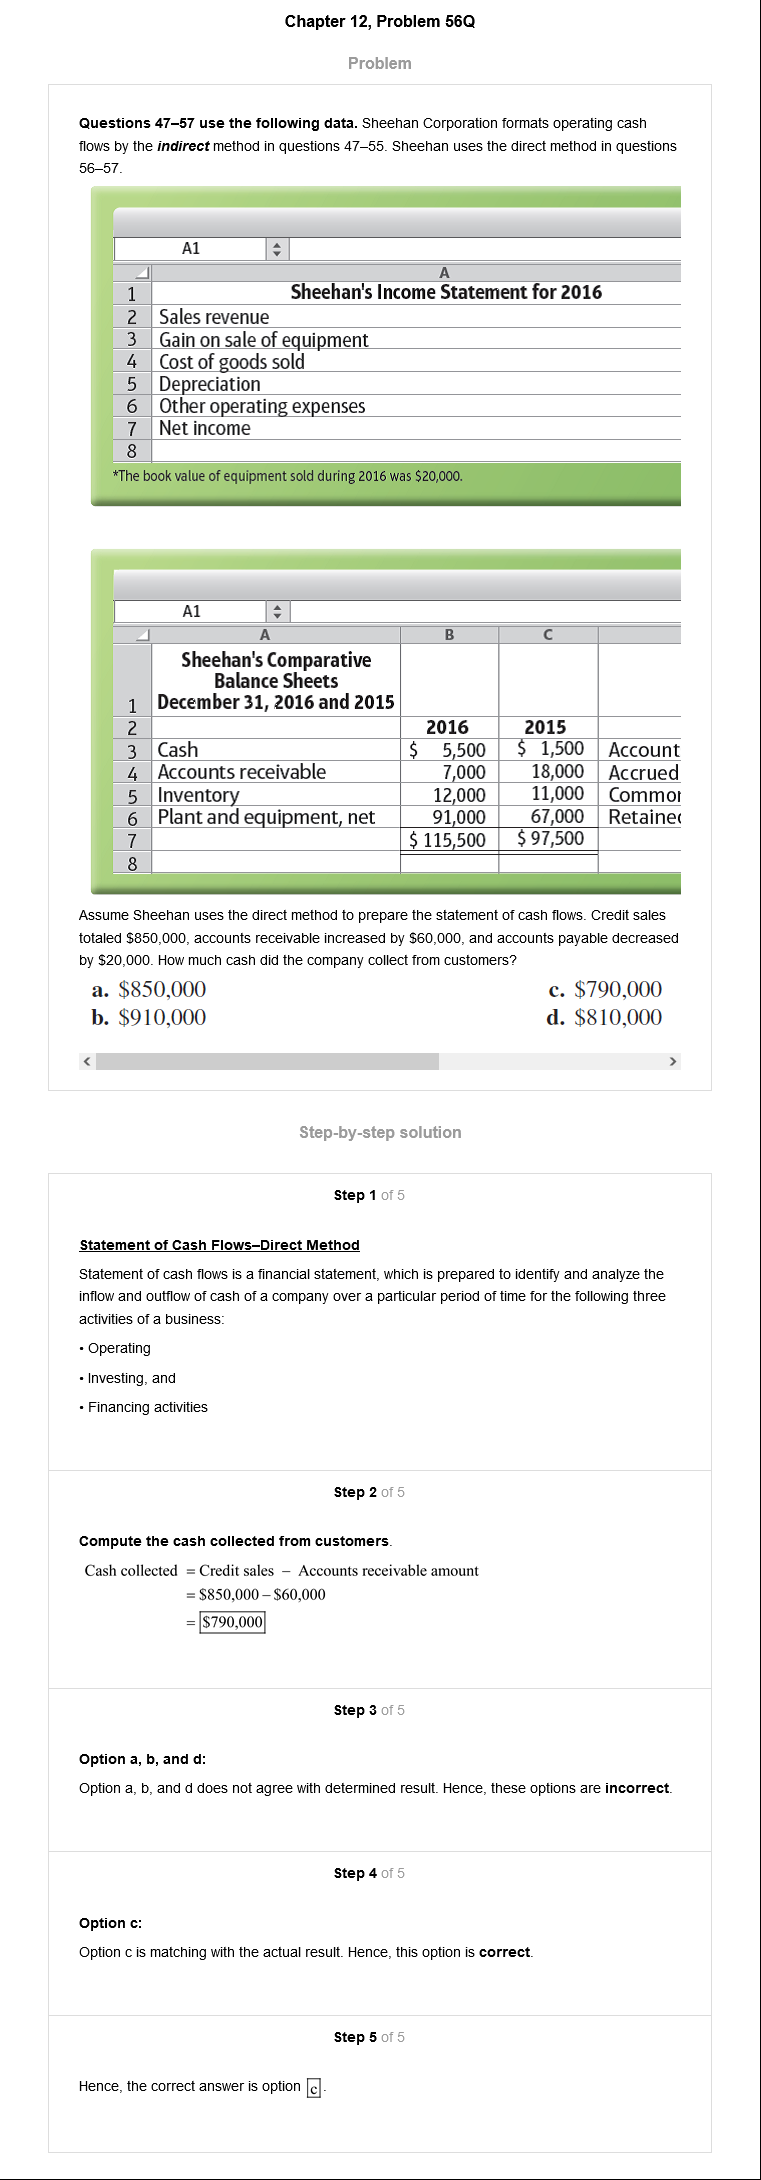 Chapter 12, Problem 56Q
Problem
Questions 47–57 use the following data. Sheehan Corporation formats operating cash
flows by the indirect method in questions 47–55. Sheehan uses the direct method in questions
56–57.
A1
A
1 Sheehan's Income Statement for 2016
2 Sales revenue
3 Gain on sale of equipment
4 Cost of goods sold
5 Depreciation
6 Other operating expenses
7 Net income
8
*The book value of equipment sold during 2016 was $20,000.
A1
A B C
Sheehan's Comparative
Balance Sheets
1 December 31, 2016 and 2015
2 2016 2015
3 Cash $ 5,500 $ 1,500 Account
4 Accounts receivable 7,000 18,000 Accrued
5 Inventory 12,000 11,000 Commo
6 Plant and equipment, net 91,000 67,000 Retaine
7 $ 115,500 $ 97,500
8
Assume Sheehan uses the direct method to prepare the statement of cash flows. Credit sales
totaled $850,000, accounts receivable increased by $60,000, and accounts payable decreased
by $20,000. How much cash did the company collect from customers?
a. $850,000 c. $790,000
b. $910,000 d. $810,000
Step-by-step solution
Step 1 of 5
Statement of Cash Flows–Direct Method
Statement of cash flows is a financial statement, which is prepared to identify and analyze the
inflow and outflow of cash of a company over a particular period of time for the following three
activities of a business:
• Operating
• Investing, and
• Financing activities
Step 2 of 5
Compute the cash collected from customers.
Cash collected = Credit sales − Accounts receivable amount
= $850,000 – $60,000
= $790,000
Step 3 of 5
Option a, b, and d:
Option a, b, and d does not agree with determined result. Hence, these options are incorrect.
Step 4 of 5
Option c:
Option c is matching with the actual result. Hence, this option is correct.
Step 5 of 5
Hence, the correct answer is option c.